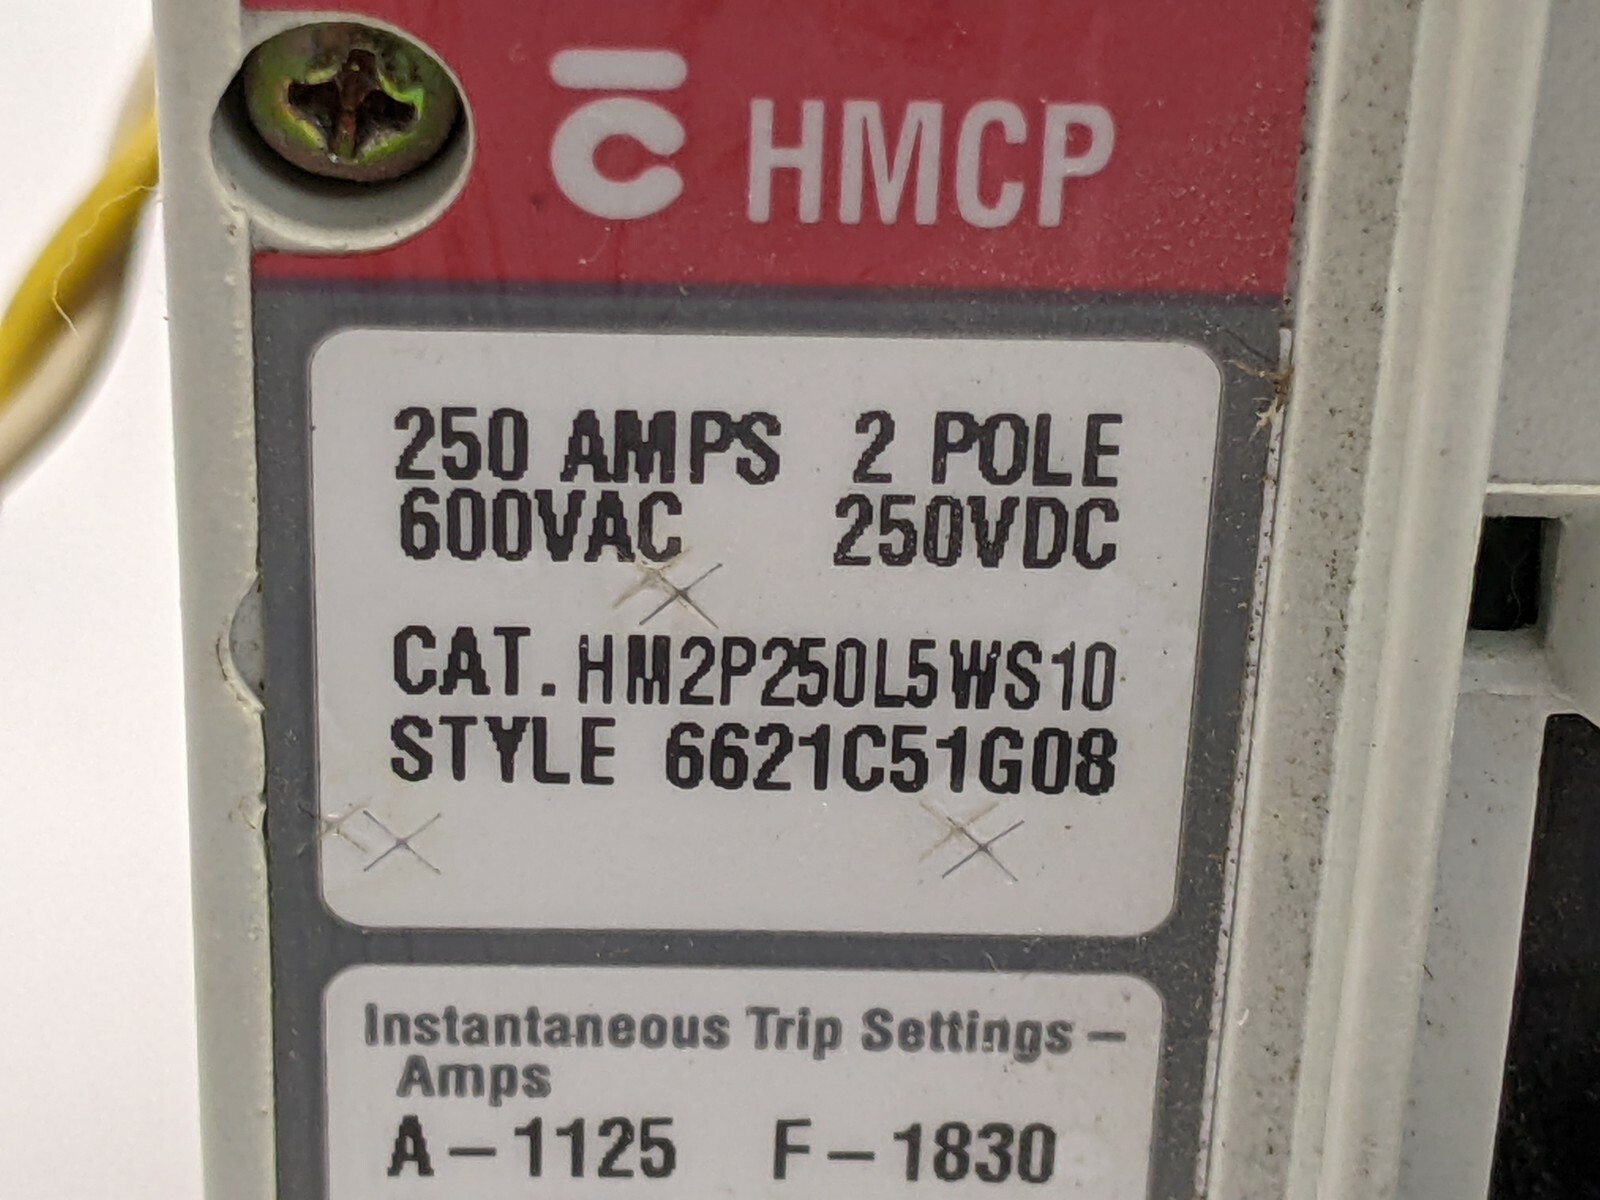 HMCP
250 AMPS 2 POLE
600VAC 250VDC
CAT. HM2P250L5WS10
STYLE 6621C51G08
Instantaneous Trip Settings –
Amps
A – 1125 F – 1830